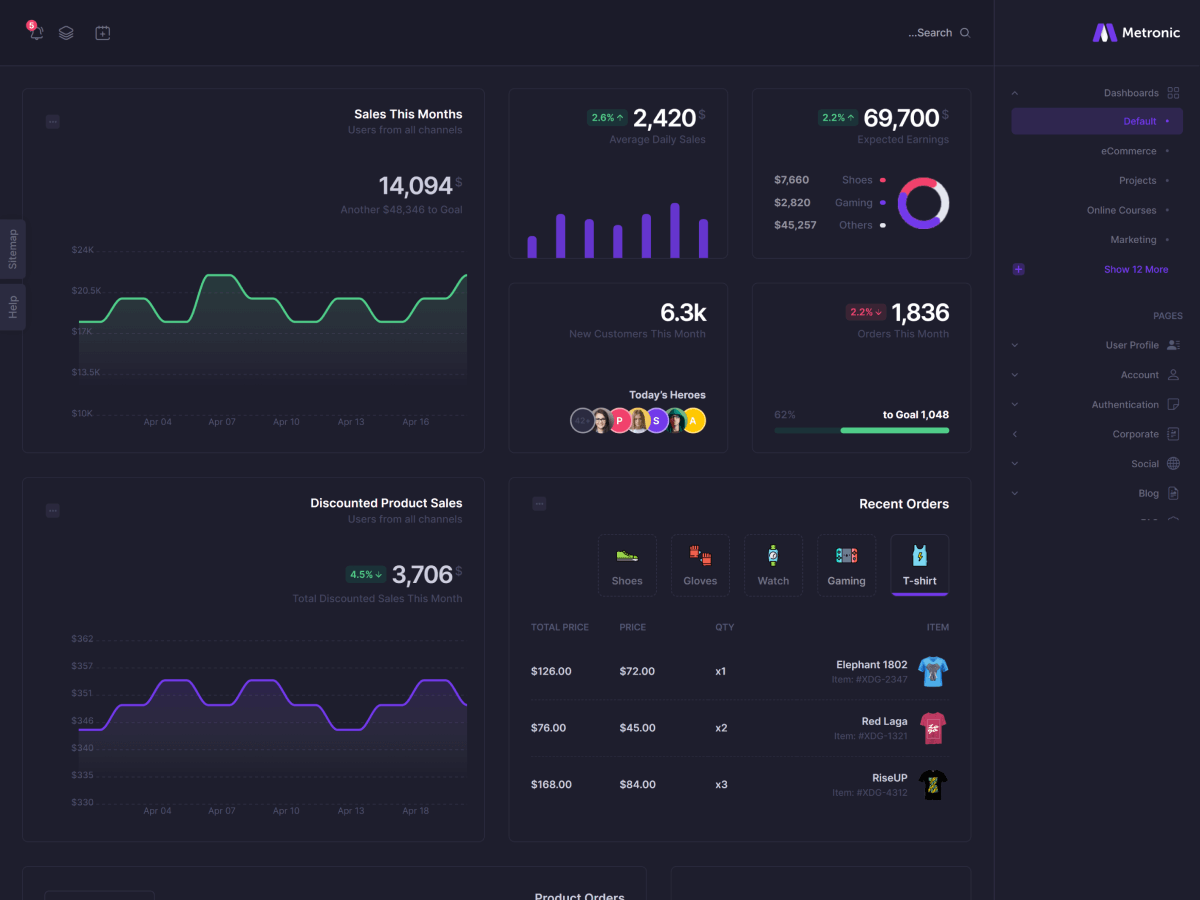 5
...Search
Metronic
Dashboards
Default
eCommerce
Projects
Online Courses
Marketing
Show 12 More
PAGES
User Profile
Account
Authentication
Corporate
Social
Blog
Sitemap
Help
Sales This Months
Users from all channels
14,094 $
Another $48,346 to Goal
$24K
$20.5K
$17K
$13.5K
$10K
Apr 04 Apr 07 Apr 10 Apr 13 Apr 16
2.6% ↑ 2,420 $
Average Daily Sales
2.2% ↑ 69,700 $
Expected Earnings
$7,660 Shoes
$2,820 Gaming
$45,257 Others
6.3k
New Customers This Month
Today's Heroes
42+ P S A
2.2% ↓ 1,836
Orders This Month
62% to Goal 1,048
Discounted Product Sales
Users from all channels
4.5% ↓ 3,706 $
Total Discounted Sales This Month
$362
$357
$351
$346
$340
$335
$330
Apr 04 Apr 07 Apr 10 Apr 13 Apr 18
Recent Orders
Shoes Gloves Watch Gaming T-shirt
TOTAL PRICE PRICE QTY ITEM
$126.00 $72.00 x1 Elephant 1802
Item: #XDG-2347
$76.00 $45.00 x2 Red Laga
Item: #XDG-1321
$168.00 $84.00 x3 RiseUP
Item: #XDG-4312
Product Orders